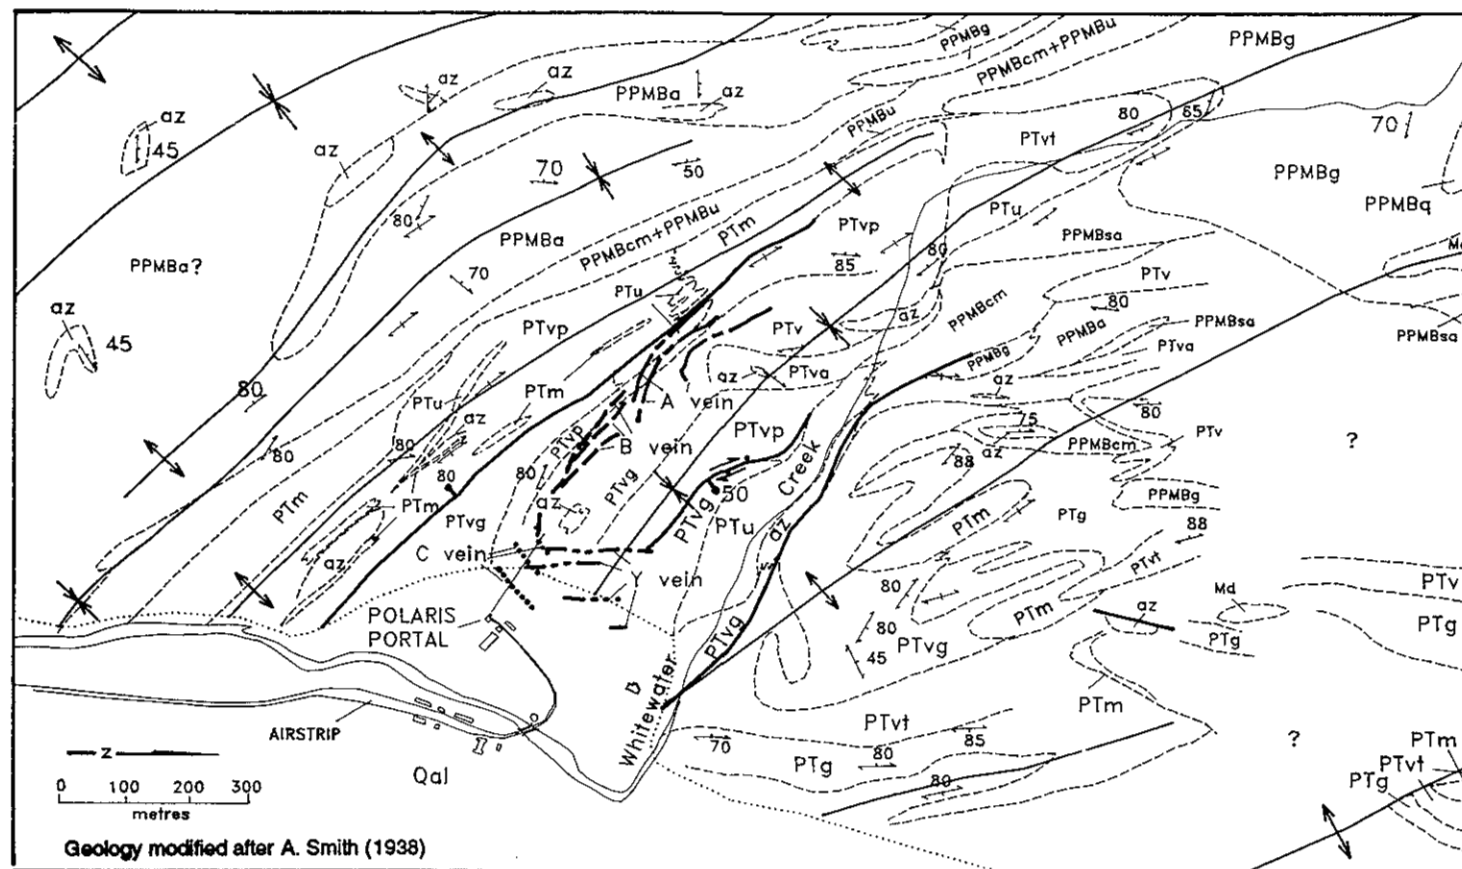 PPMBg
PPMBg
PPMBcm+PPMBu
az
az
PPMBa
az
az
45
az
PPMBu
80
65
PTvt
70
70
50
PPMBg
PPMBq
80
PPMBa
PPMBcm+PPMBu
PTm
PTvp
PTu
PPMBsa
Md
PPMBa?
70
85
80
PTv
az
45
PTu
PTvp
az
PPMBcm
80
PPMBa
PPMBsa
PPMBsa
PTv
PTva
PTva
PPMBg
80
PTu
az
PTm
az
A vein
az
80
PTvp
B vein
PTvp
75
PPMBcm
PTv
?
80
80
80
PTvg
Creek
88
az
PTm
PTm
PTvg
az
50
PTvg
PTu
PPMBg
PTm
PTg
88
C vein
az
az
Y vein
80
PTvt
PTv
POLARIS
PORTAL
PTvg
80
45
PTvg
PTm
Md
az
PTg
PTg
Whitewater
PTm
AIRSTRIP
PTvt
70
80
85
PTg
80
?
PTm
PTvt
PTg
Z
Qal
0 100 200 300
metres
Geology modified after A. Smith (1938)